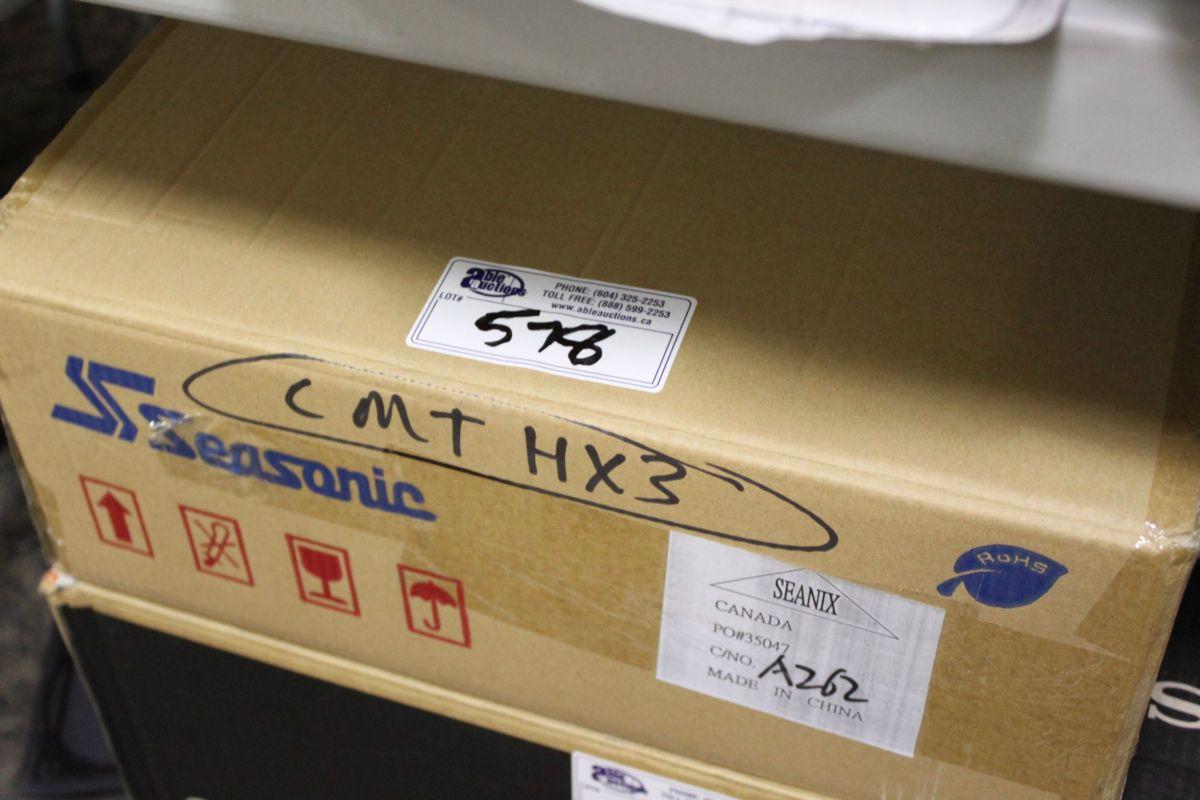 able
auctions
PHONE: (604) 325-2253
TOLL FREE: (888) 599-2253
www.ableauctions.ca
LOT#
578
CMT HX3
Seasonic
ROHS
SEANIX
CANADA
PO#35047
C/NO. A262
MADE IN CHINA
S